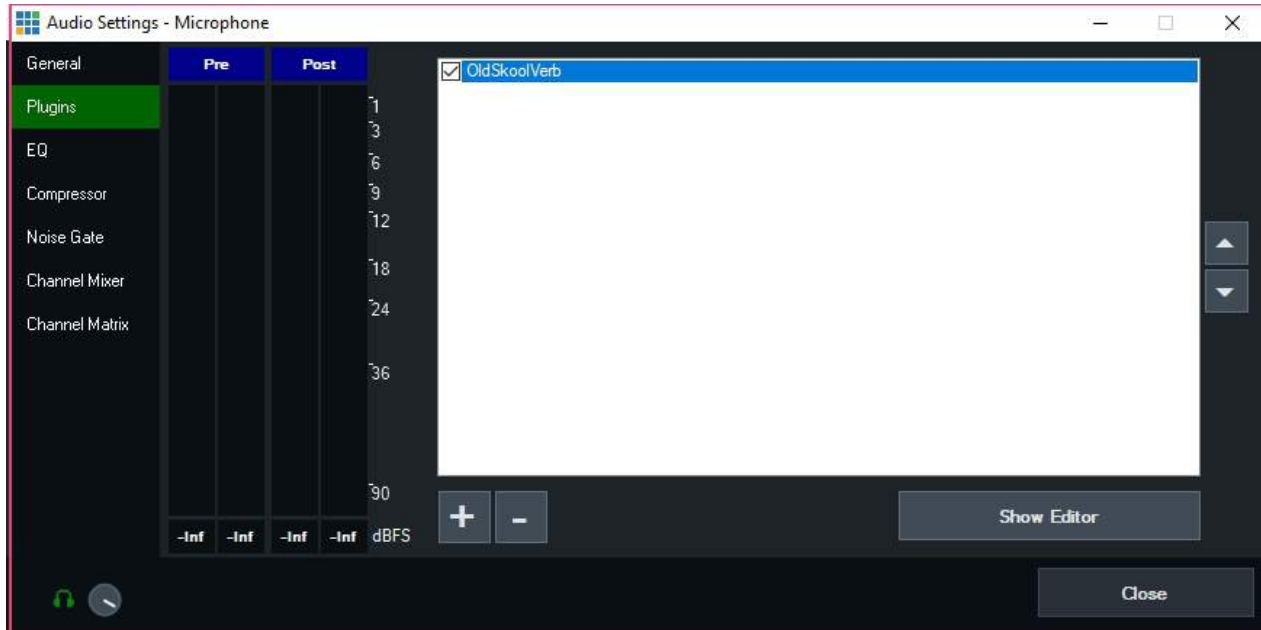 Audio Settings - Microphone
General
Plugins
EQ
Compressor
Noise Gate
Channel Mixer
Channel Matrix
Pre Post
1
3
6
9
12
18
24
36
90
-Inf -Inf -Inf -Inf dBFS
OldSkoolVerb
+ -
Show Editor
Close